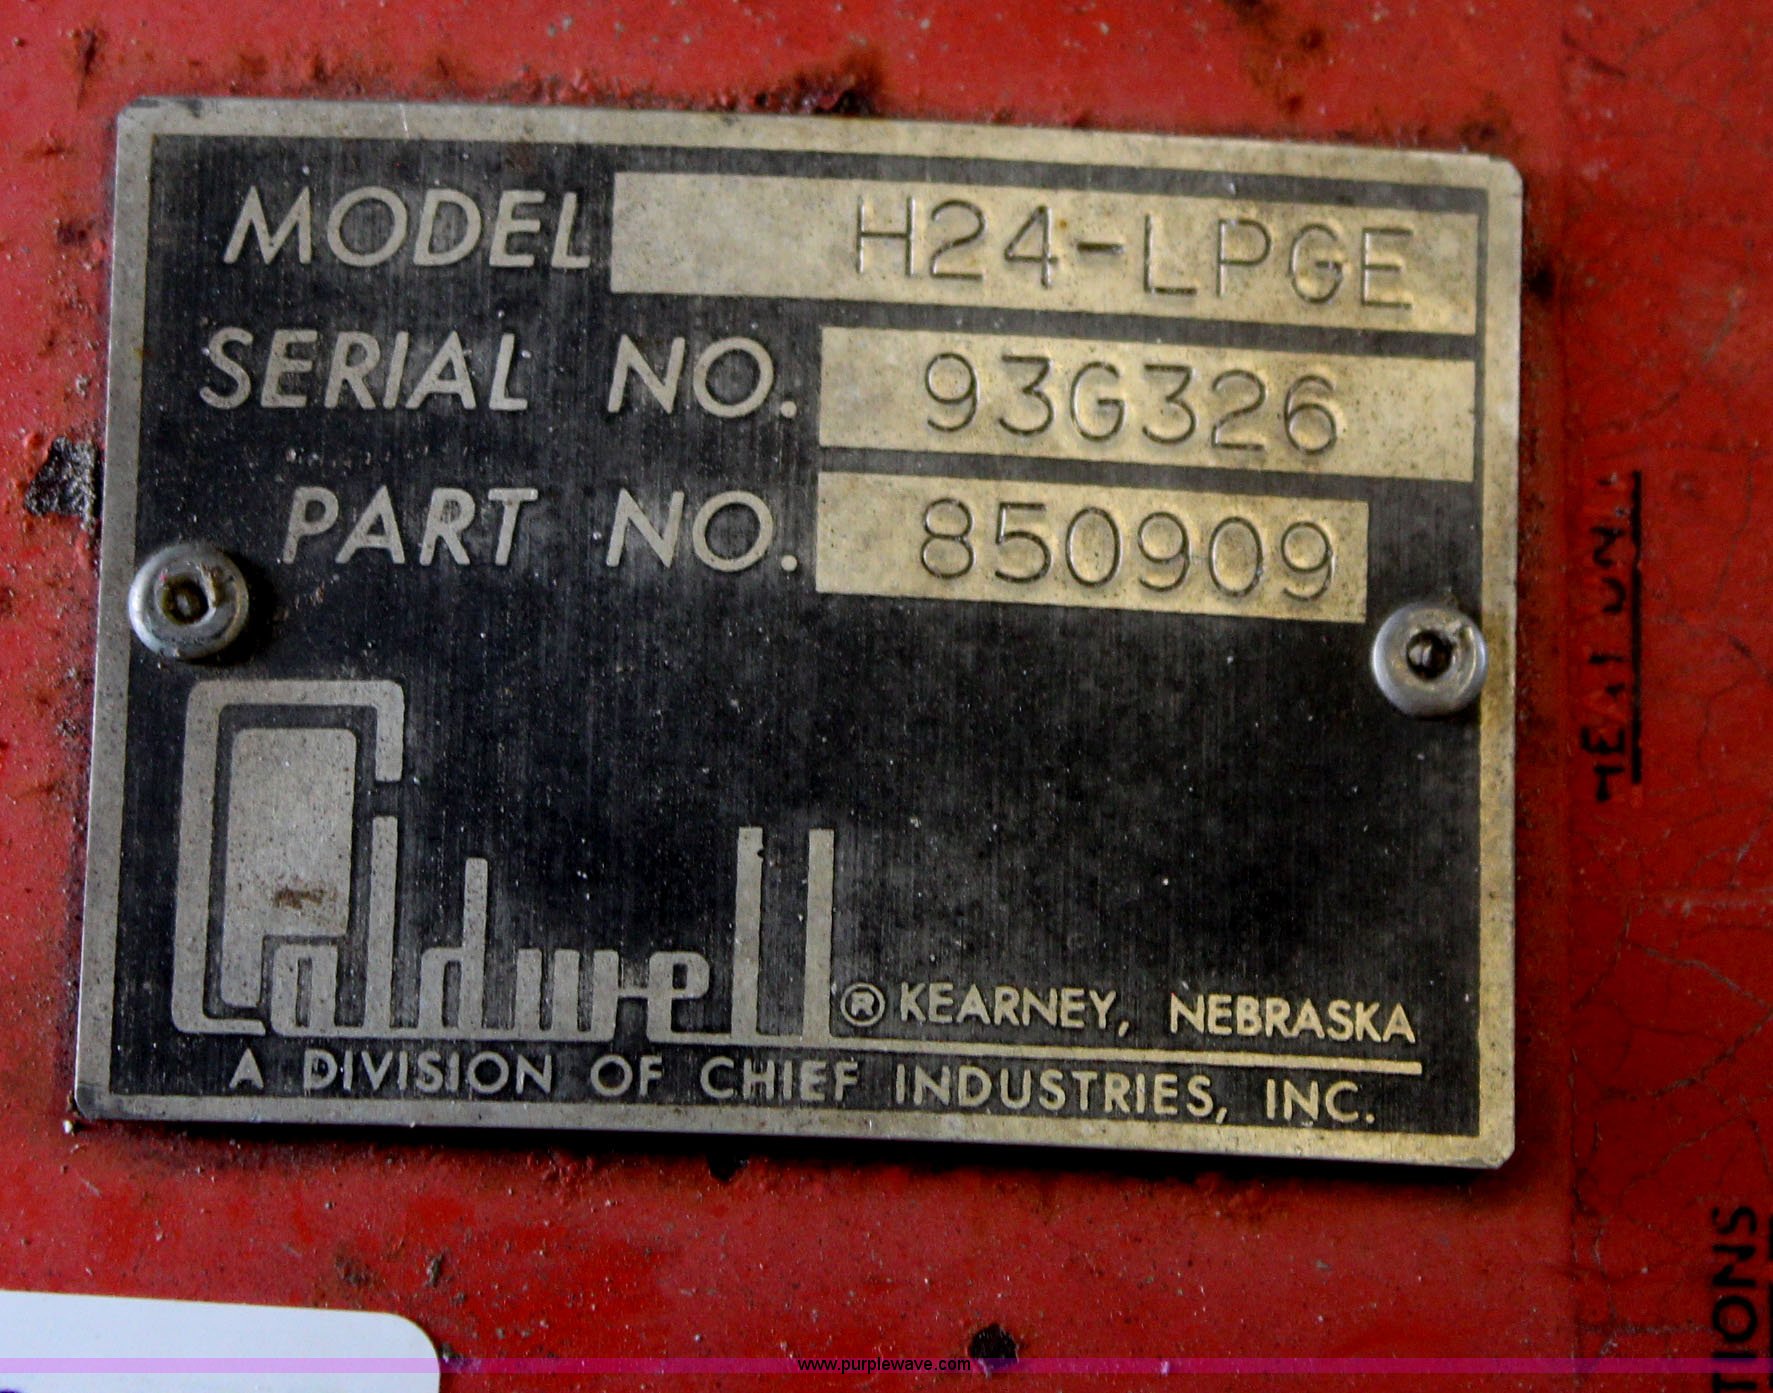 MODEL H24-LPGE
SERIAL NO. 93G326
PART NO. 850909
Caldwell ® KEARNEY, NEBRASKA
A DIVISION OF CHIEF INDUSTRIES, INC.
TIONS
www.purplewave.com